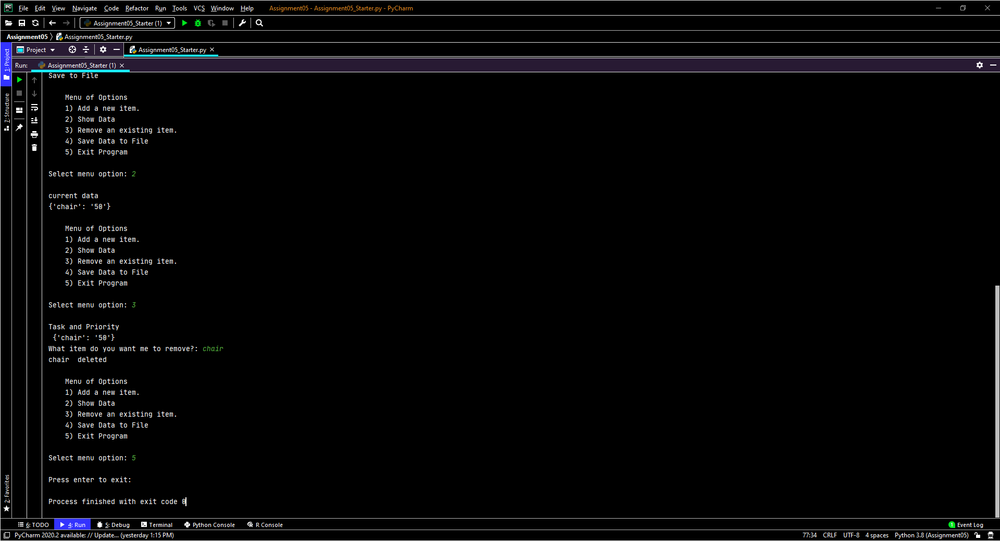 PC File Edit View Navigate Code Refactor Run Tools VCS Window Help Assignment05 - Assignment05_Starter.py - PyCharm
Assignment05_Starter (1)
Assignment05 Assignment05_Starter.py
Project Assignment05_Starter.py
Run: Assignment05_Starter (1)
1: Project
7: Structure
2: Favorites
Save to File
Menu of Options
1) Add a new item.
2) Show Data
3) Remove an existing item.
4) Save Data to File
5) Exit Program
Select menu option: 2
current data
{'chair': '50'}
Menu of Options
1) Add a new item.
2) Show Data
3) Remove an existing item.
4) Save Data to File
5) Exit Program
Select menu option: 3
Task and Priority
{'chair': '50'}
What item do you want me to remove?: chair
chair  deleted
Menu of Options
1) Add a new item.
2) Show Data
3) Remove an existing item.
4) Save Data to File
5) Exit Program
Select menu option: 5
Press enter to exit:
Process finished with exit code 0
6: TODO 4: Run 5: Debug Terminal Python Console R Console 1 Event Log
PyCharm 2020.2 available: // Update... (yesterday 1:15 PM) 77:34 CRLF UTF-8 4 spaces Python 3.8 (Assignment05)